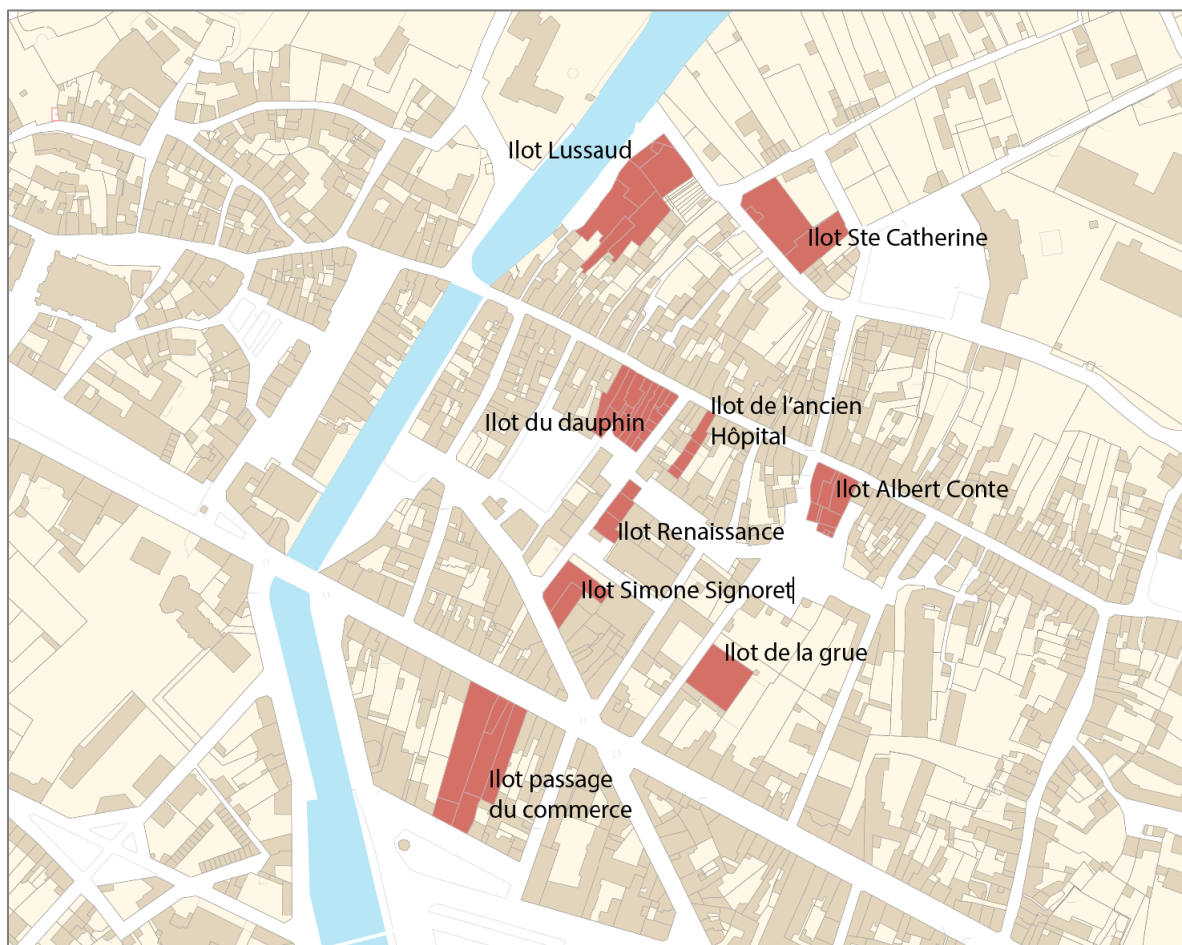 Ilot Lussaud
Ilot Ste Catherine
Ilot de l'ancien
Hôpital
Ilot du dauphin
Ilot Albert Conte
Ilot Renaissance
Ilot Simone Signoret
Ilot de la grue
Ilot passage
du commerce